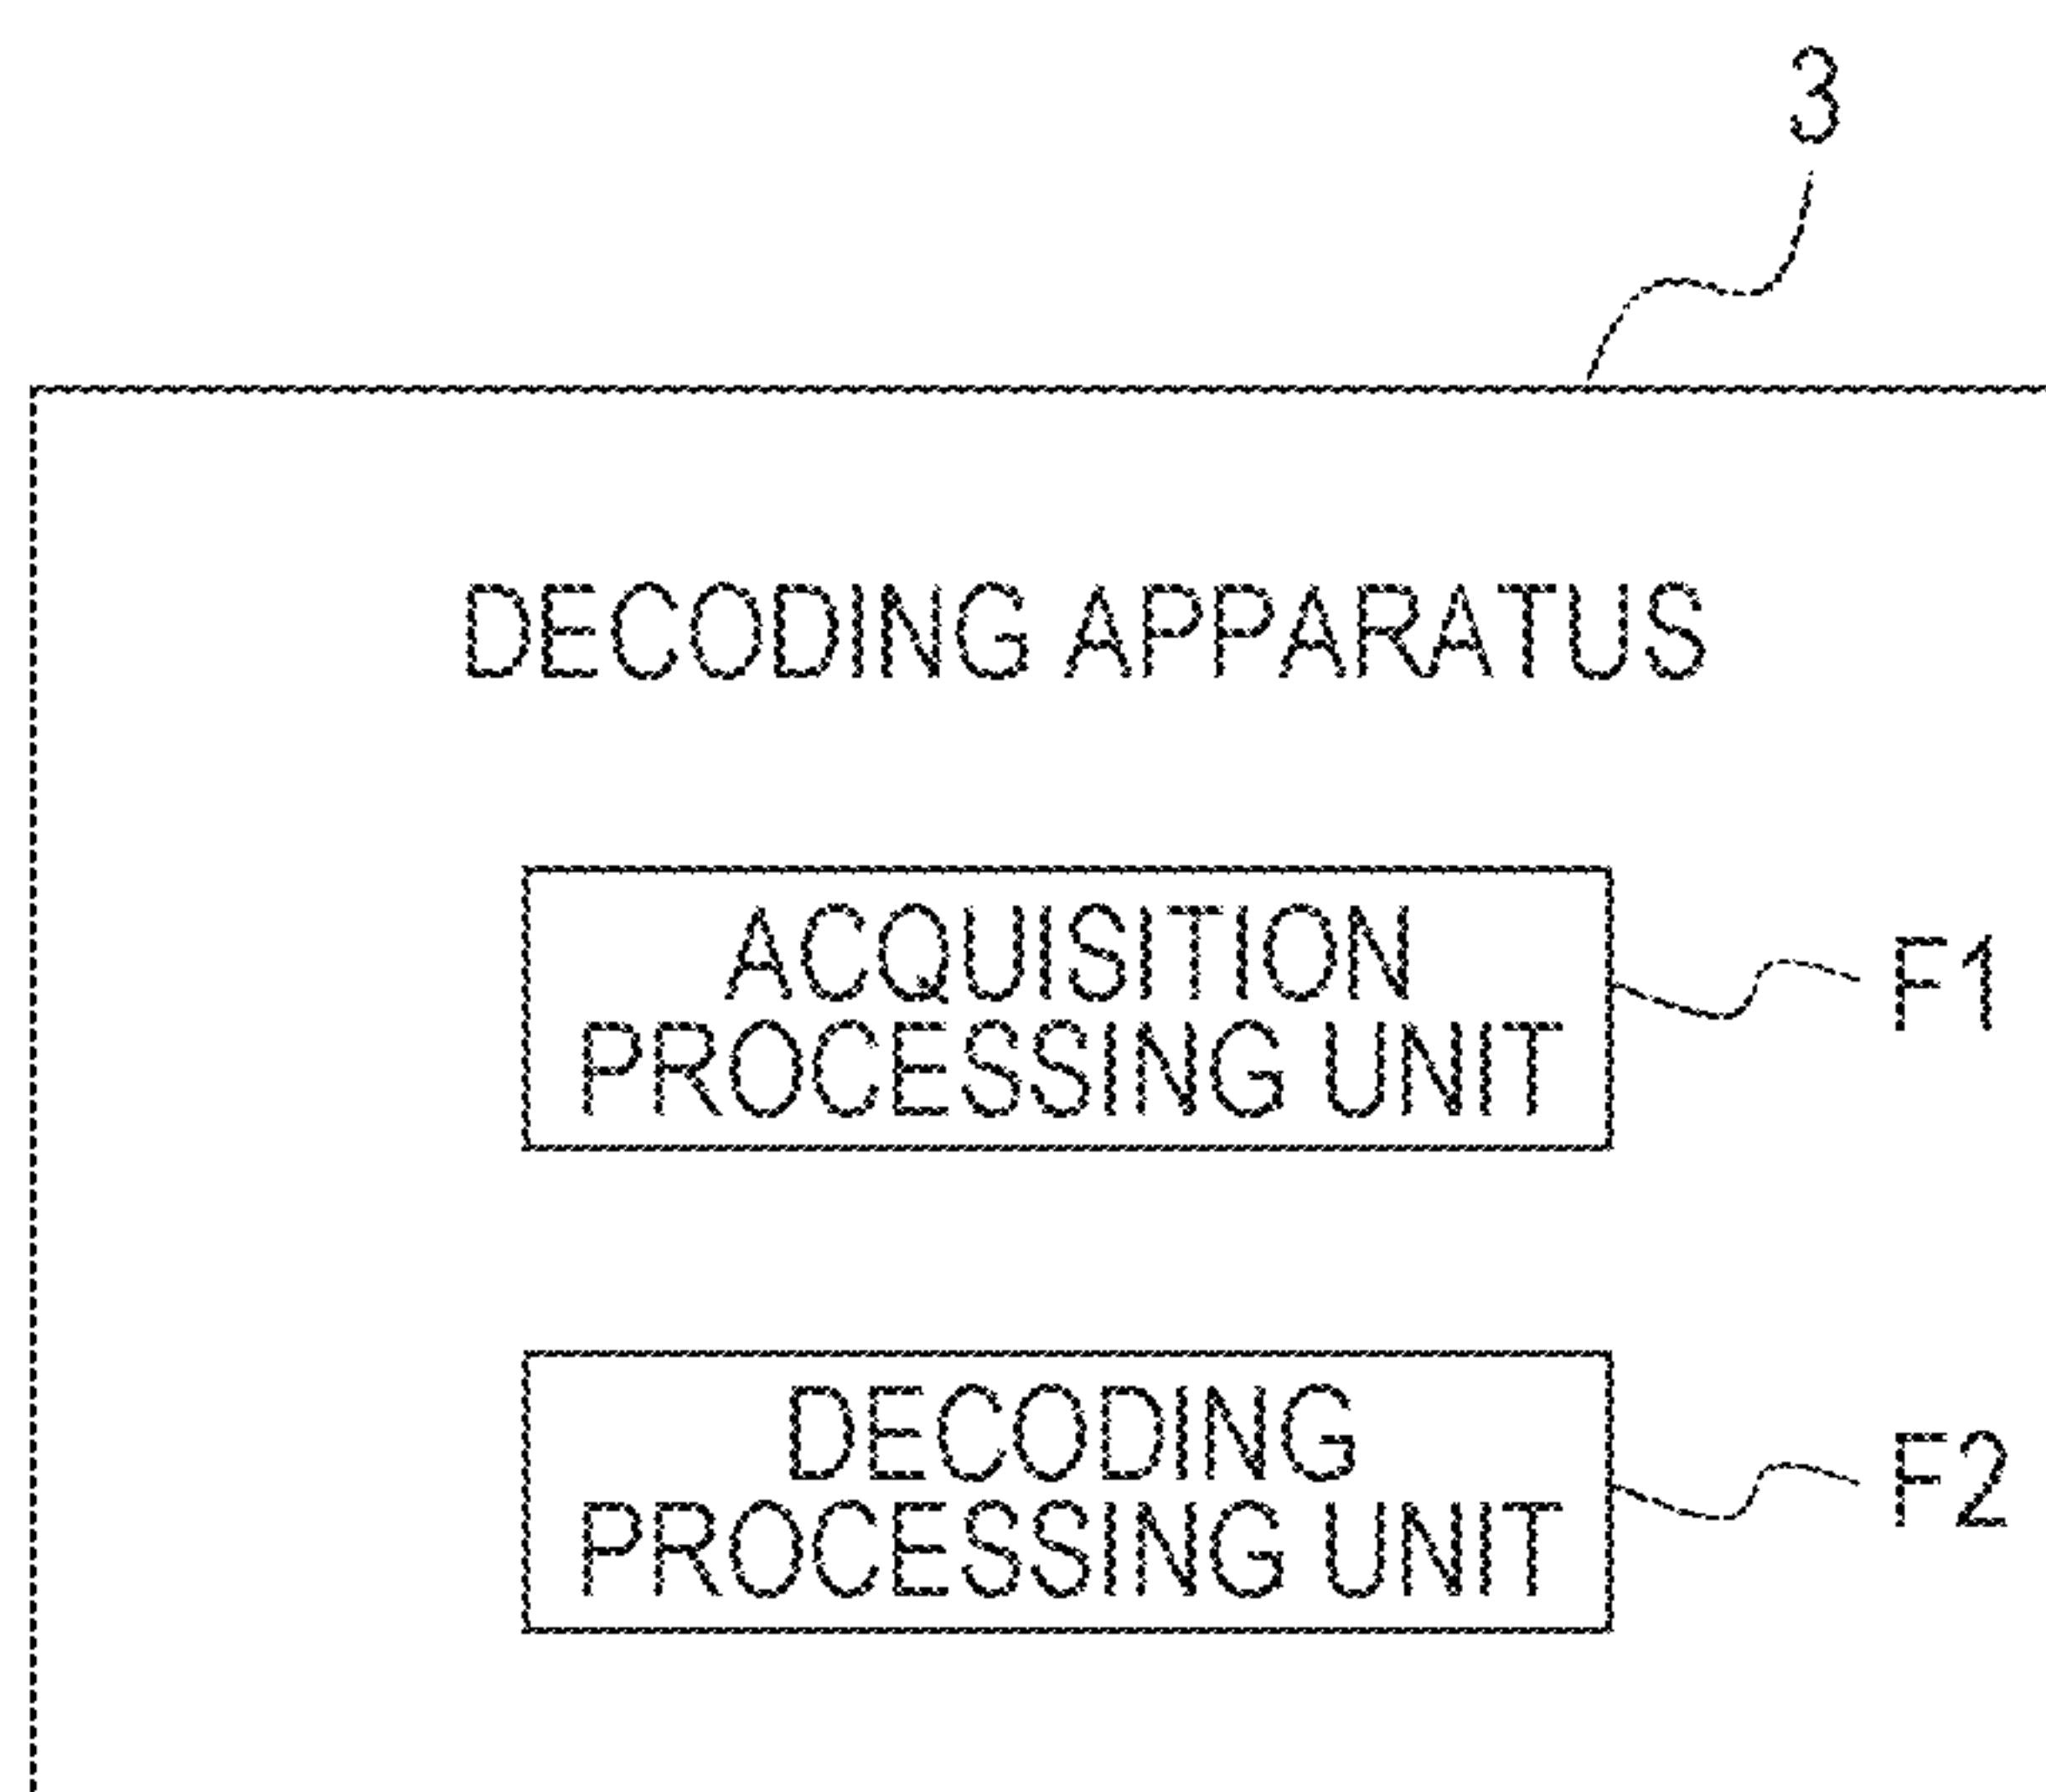 3
DECODING APPARATUS
ACQUISITION
PROCESSING UNIT
F1
DECODING
PROCESSING UNIT
F2